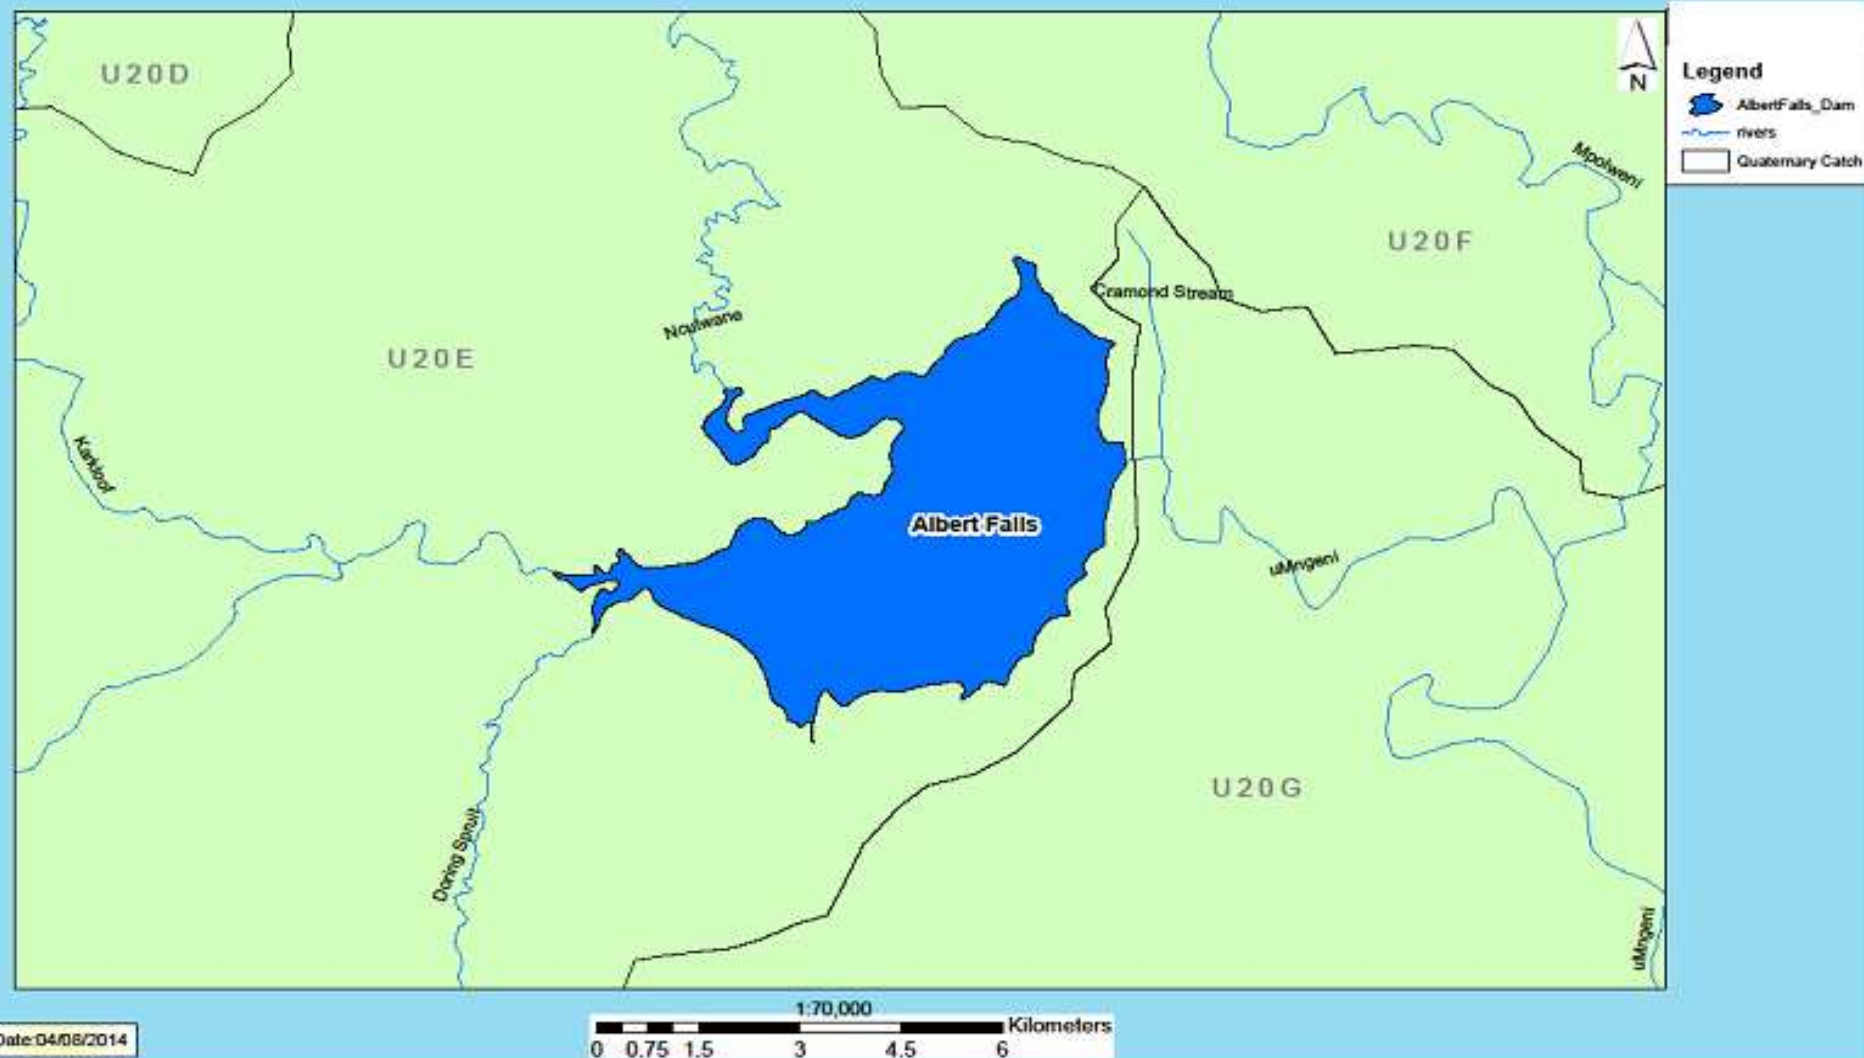 U20D
N
Legend
AlbertFalls_Dam
rivers
Quaternary Catch
Mpolweni
U20F
Cramond Stream
Nculwane
U20E
Karkloof
Albert Falls
uMngeni
U20G
Doring Spruit
uMngeni
1:70,000
Kilometers
0 0.75 1.5 3 4.5 6
Date:04/08/2014